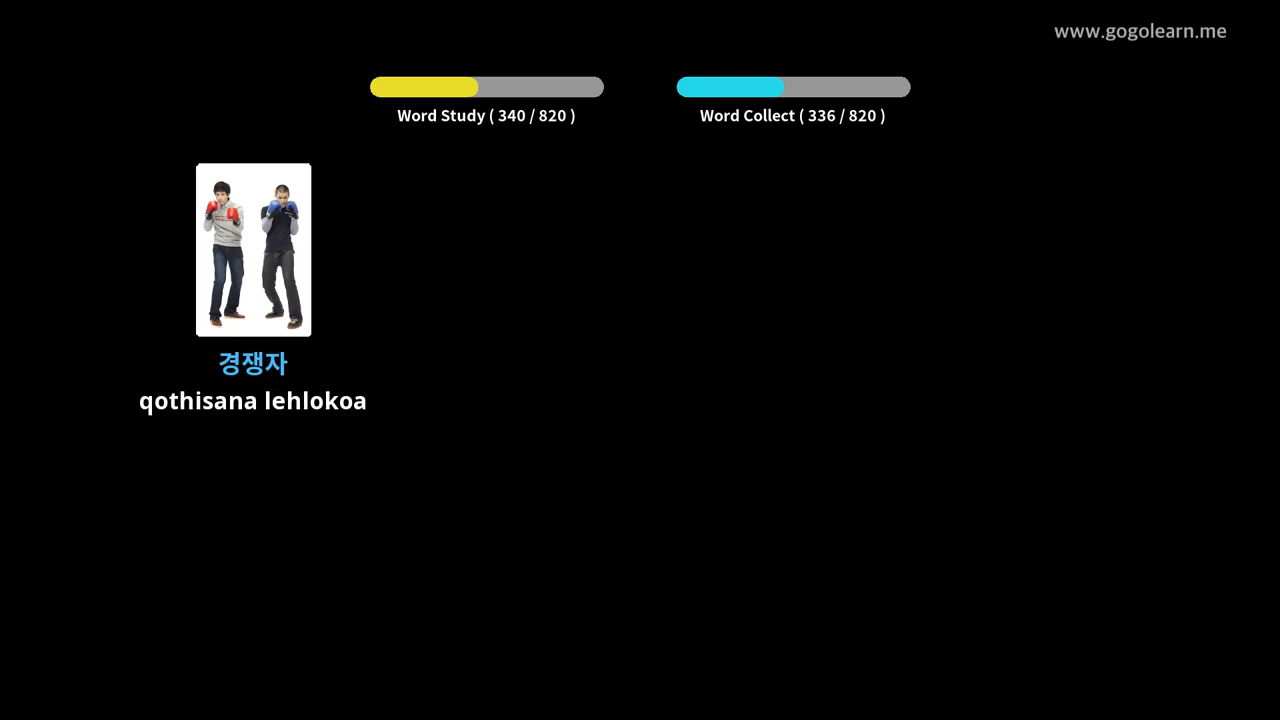 www.gogolearn.me
Word Study ( 340 / 820 )
Word Collect ( 336 / 820 )
경쟁자
qothisana lehlokoa